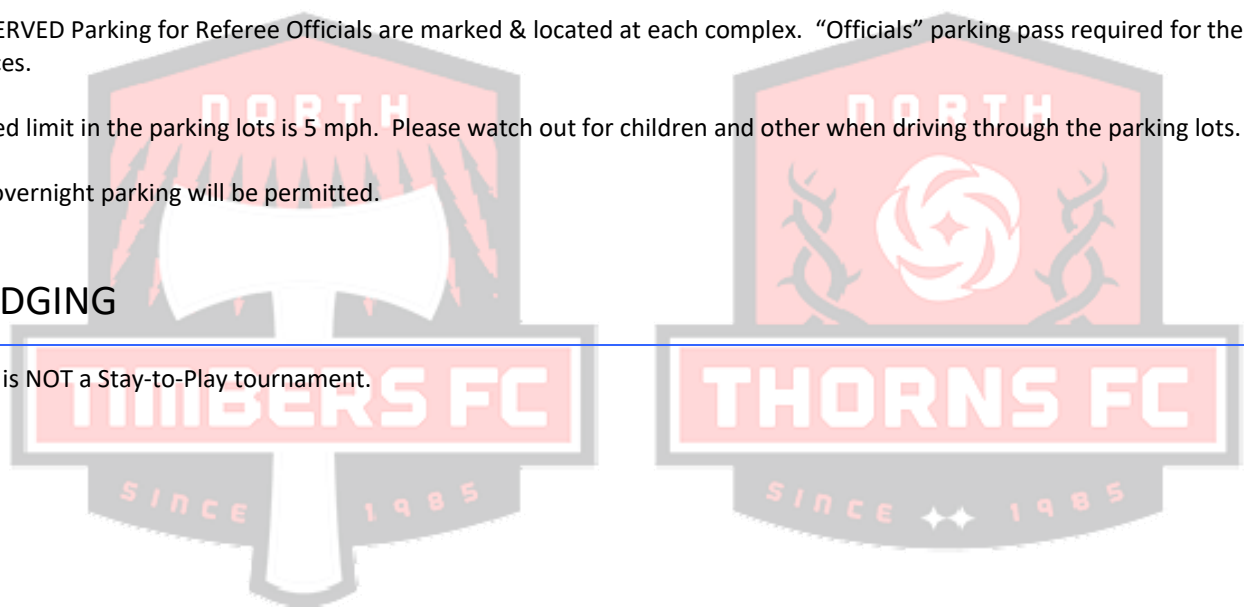 ERVED Parking for Referee Officials are marked & located at each complex. “Officials” parking pass required for the
ces.
NORTH
NORTH
ed limit in the parking lots is 5 mph. Please watch out for children and other when driving through the parking lots.
overnight parking will be permitted.
DGING
is NOT a Stay-to-Play tournament.
TIMBERS FC
THORNS FC
SINCE 1985
SINCE 1985